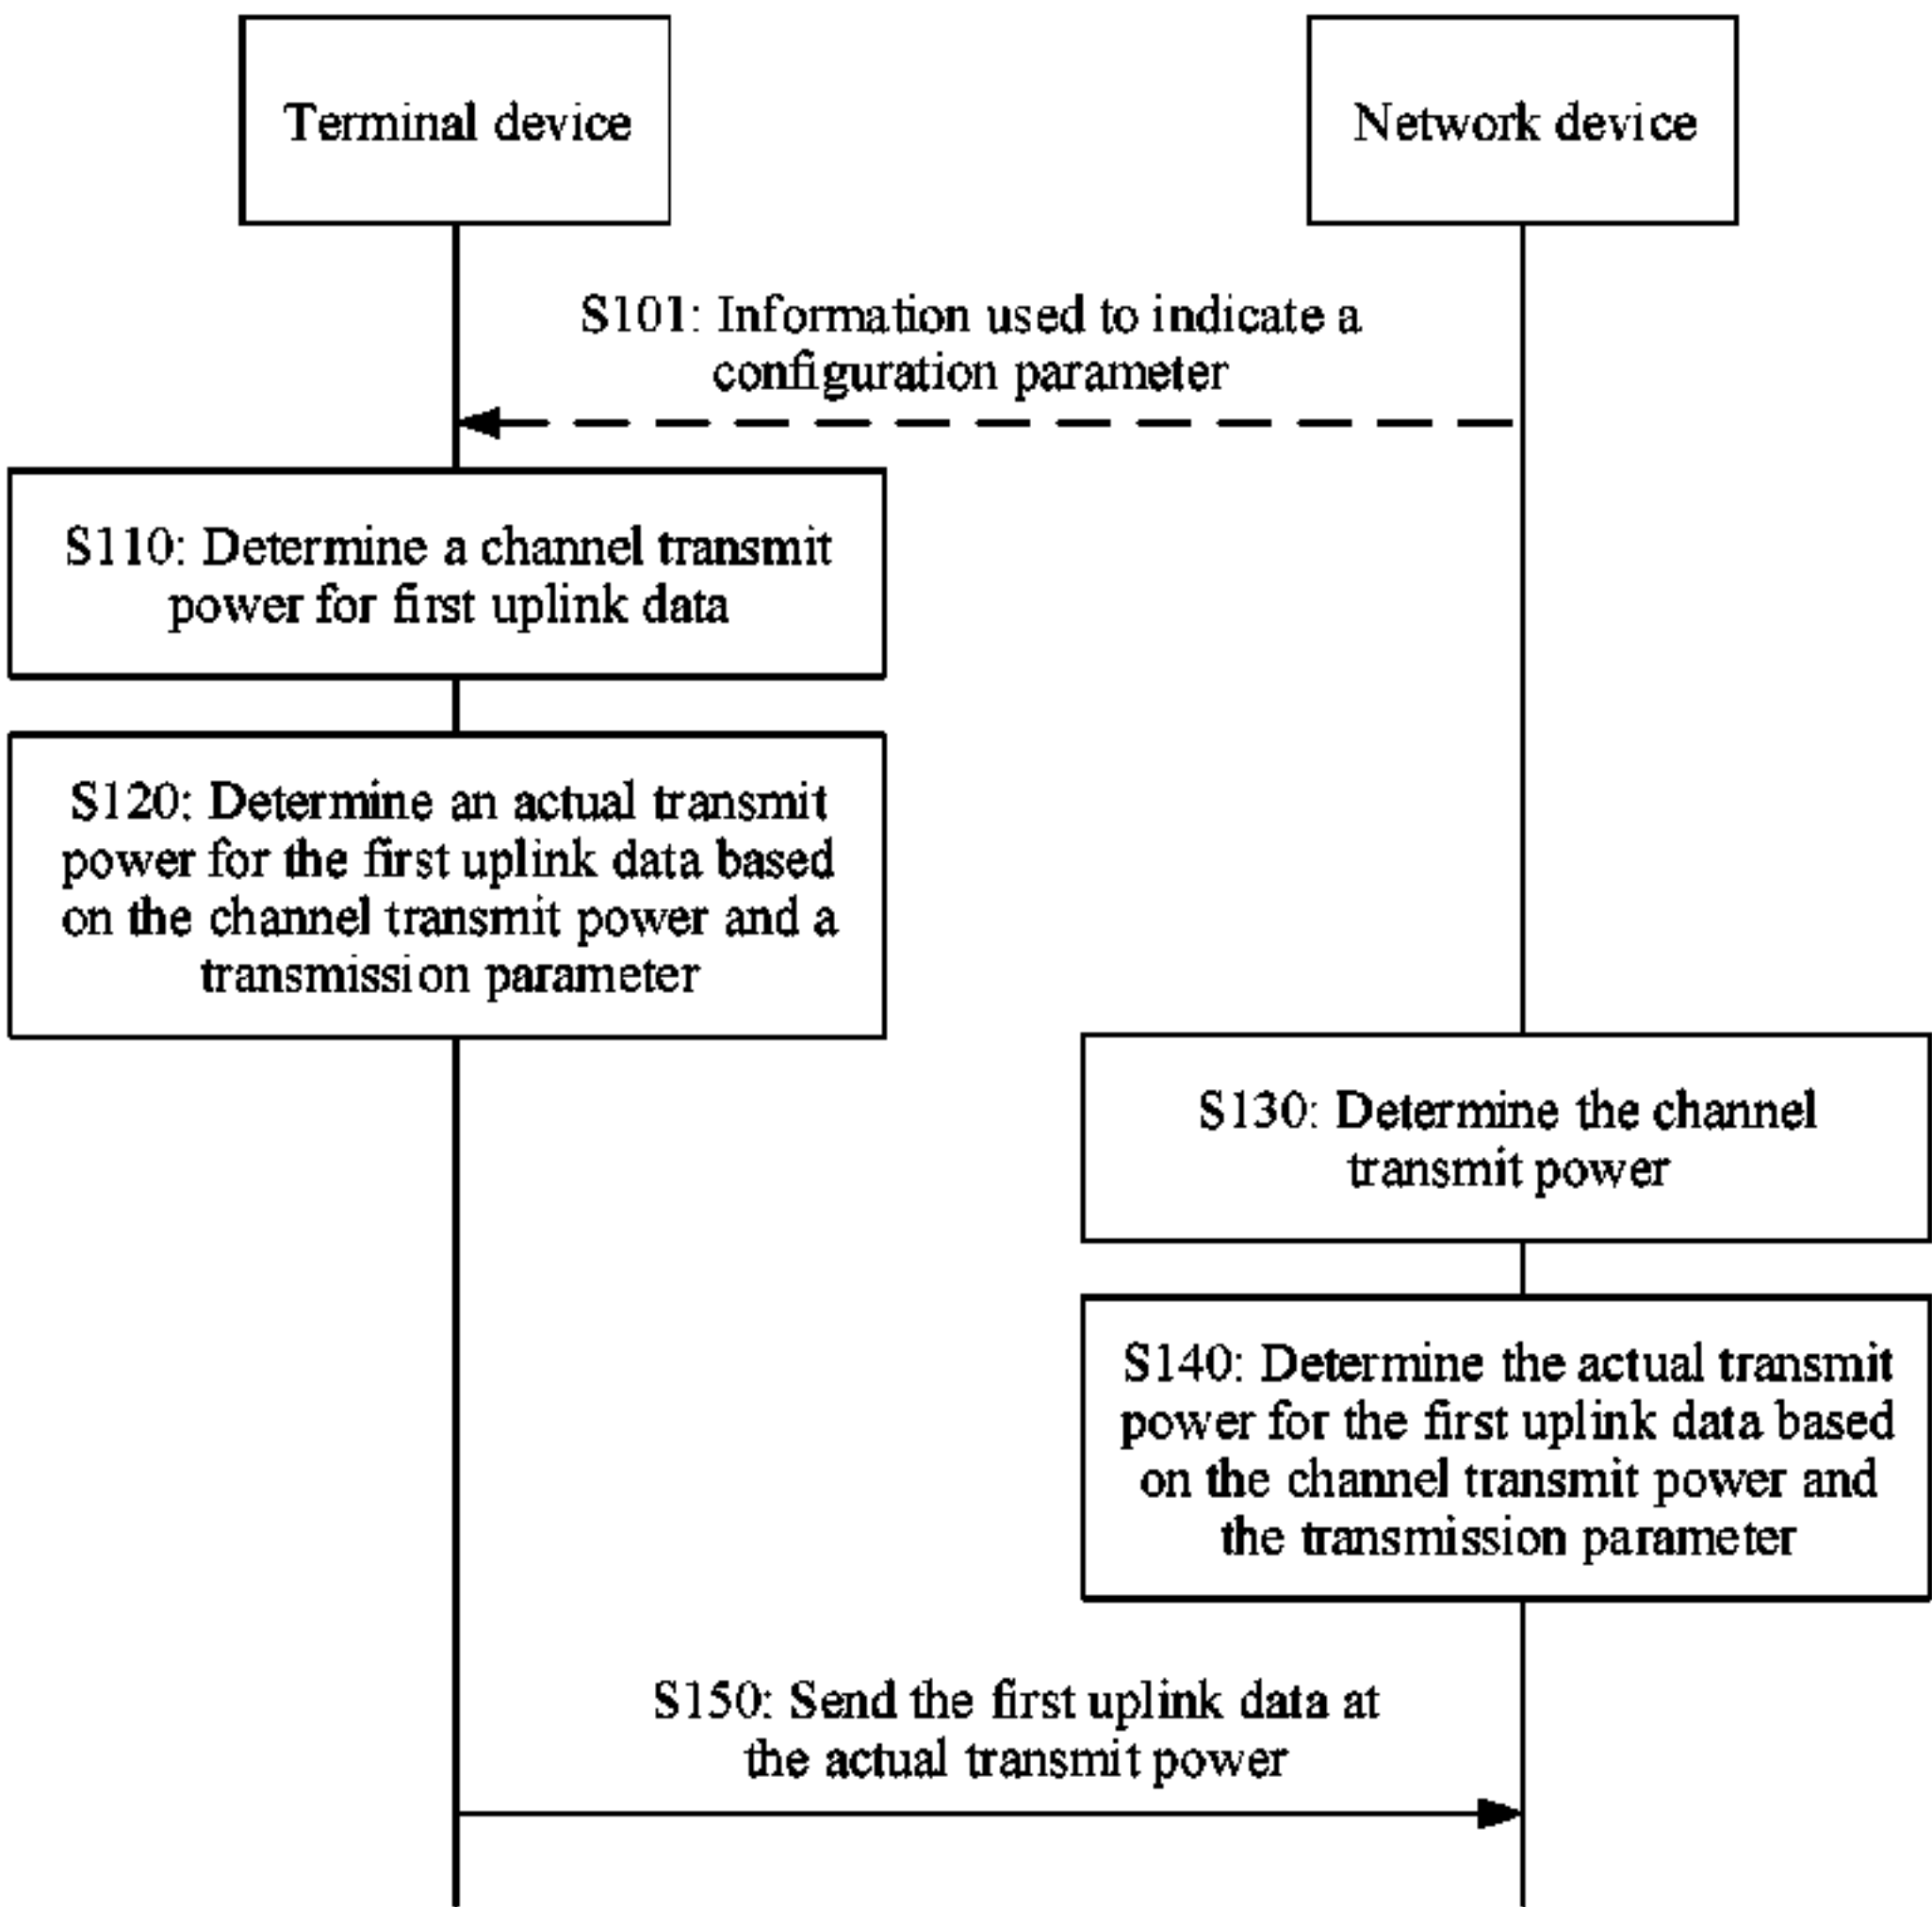 Terminal device
Network device
S101: Information used to indicate a
configuration parameter
S110: Determine a channel transmit
power for first uplink data
S120: Determine an actual transmit
power for the first uplink data based
on the channel transmit power and a
transmission parameter
S130: Determine the channel
transmit power
S140: Determine the actual transmit
power for the first uplink data based
on the channel transmit power and
the transmission parameter
S150: Send the first uplink data at
the actual transmit power